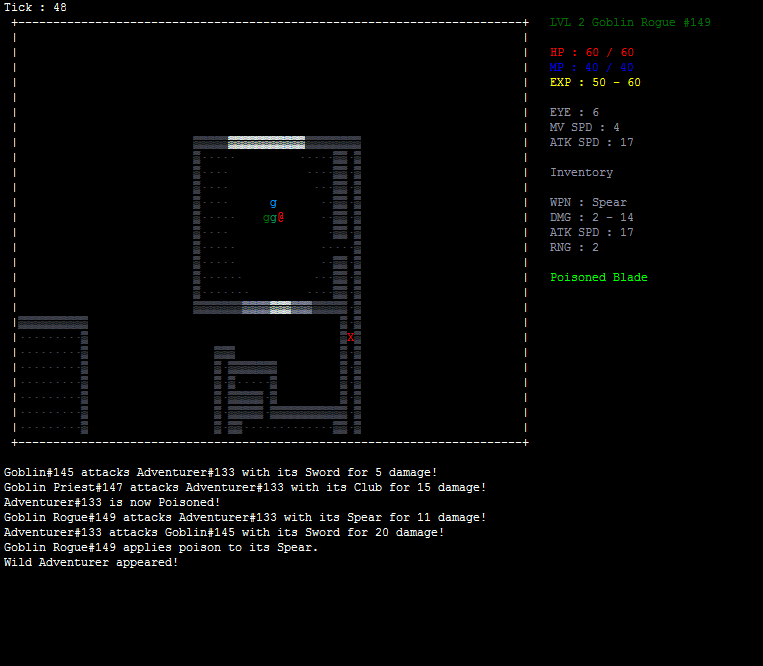 Tick : 48
LVL 2 Goblin Rogue #149
HP : 60 / 60
MP : 40 / 40
EXP : 50 - 60
EYE : 6
MV SPD : 4
ATK SPD : 17
Inventory
WPN : Spear
DMG : 2 - 14
ATK SPD : 17
RNG : 2
Poisoned Blade
g
gg@
X
Goblin#145 attacks Adventurer#133 with its Sword for 5 damage!
Goblin Priest#147 attacks Adventurer#133 with its Club for 15 damage!
Adventurer#133 is now Poisoned!
Goblin Rogue#149 attacks Adventurer#133 with its Spear for 11 damage!
Adventurer#133 attacks Goblin#145 with its Sword for 20 damage!
Goblin Rogue#149 applies poison to its Spear.
Wild Adventurer appeared!